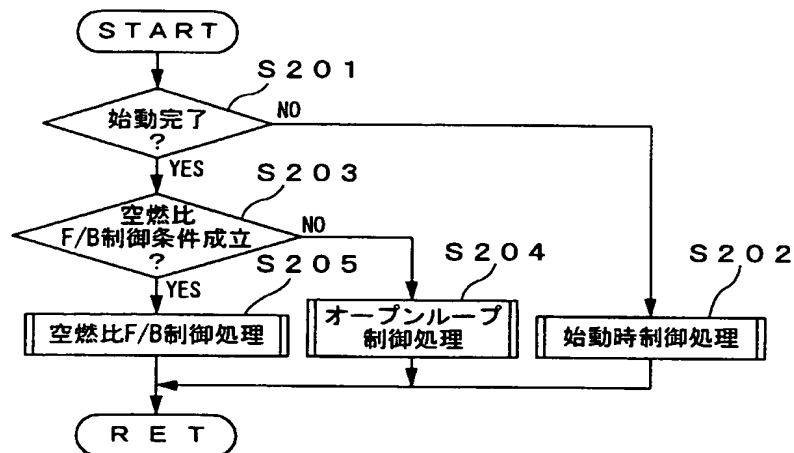 START
S201
始動完了
?
NO
YES
S203
空燃比
F/B制御条件成立
?
NO
YES
S205
S204
S202
空燃比F/B制御処理
オープンループ
制御処理
始動時制御処理
RET